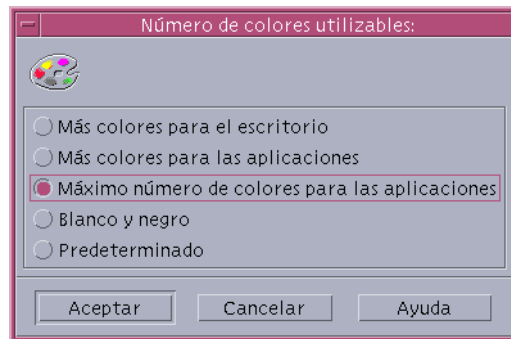 Número de colores utilizables:
Más colores para el escritorio
Más colores para las aplicaciones
Máximo número de colores para las aplicaciones
Blanco y negro
Predeterminado
Aceptar Cancelar Ayuda